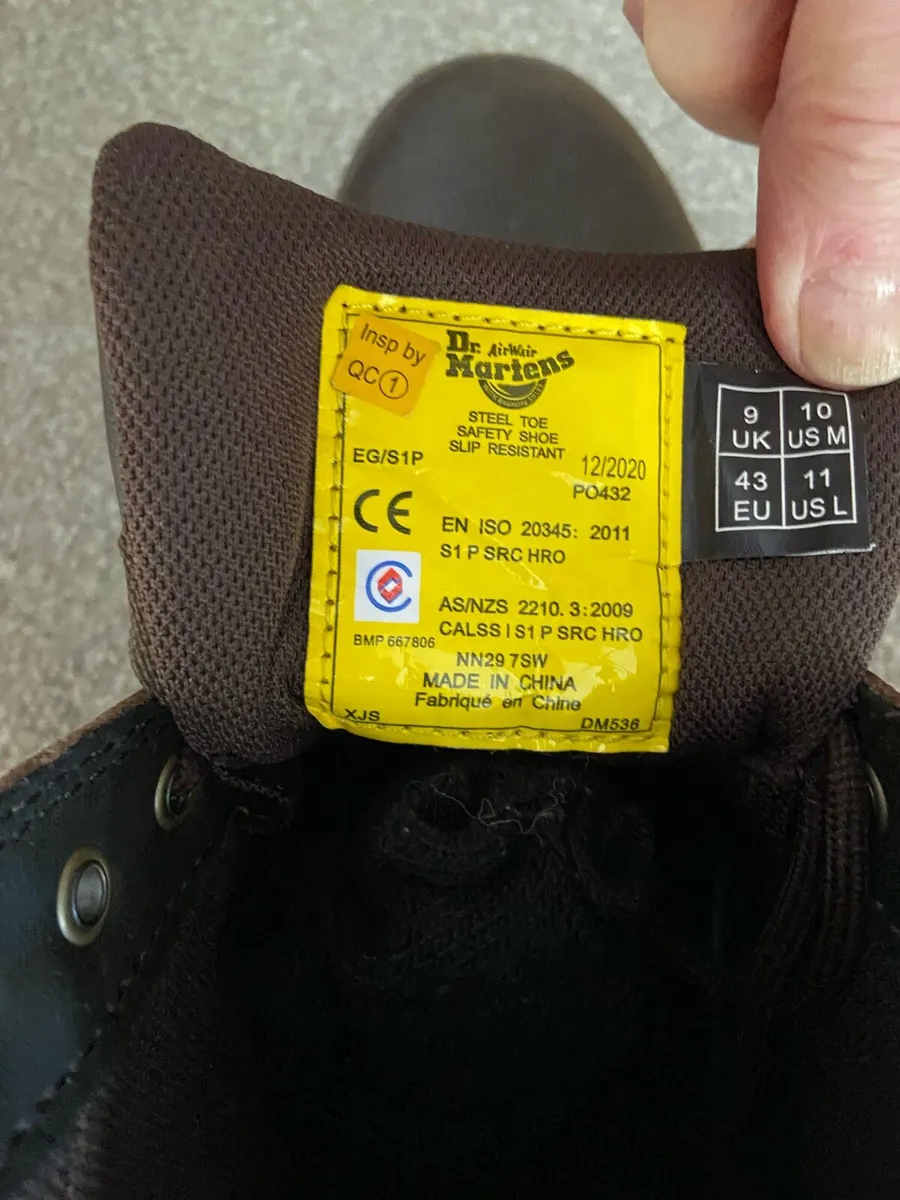 Insp by
QC 1
Dr. AirWair
Martens
STEEL TOE
SAFETY SHOE
SLIP RESISTANT
EG/S1P
12/2020
PO432
CE
EN ISO 20345: 2011
S1 P SRC HRO
AS/NZS 2210. 3:2009
CALSS I S1 P SRC HRO
BMP 667806
NN29 7SW
MADE IN CHINA
Fabriqué en Chine
XJS
DM536
9 UK
10 US M
43 EU
11 US L